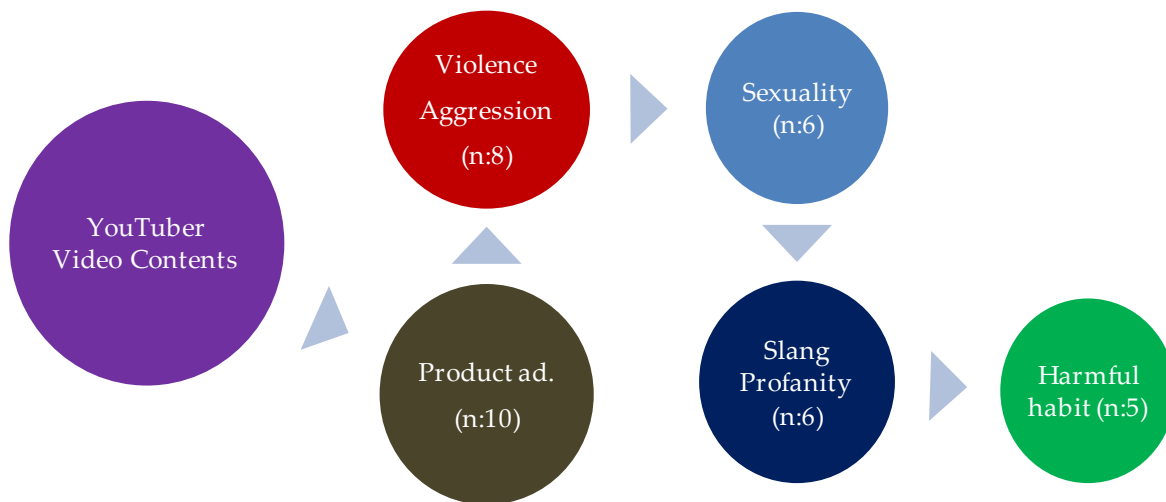 YouTuber
Video Contents
Product ad.
(n:10)
Violence
Aggression
(n:8)
Sexuality
(n:6)
Slang
Profanity
(n:6)
Harmful
habit (n:5)